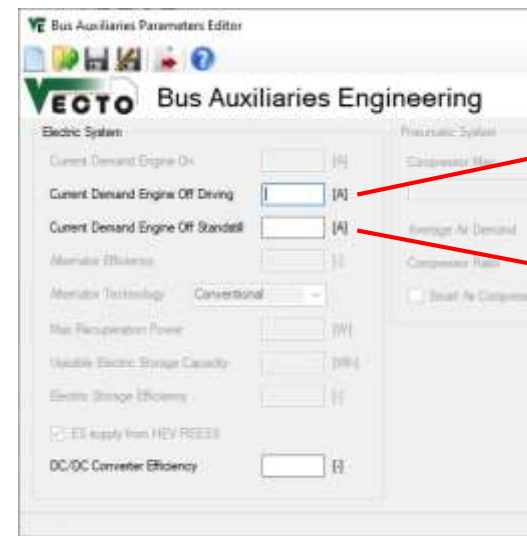 Bus Auxiliaries Parameters Editor
VECTO Bus Auxiliaries Engineering
Electric System
Pneumatic System
Current Demand Engine On [A]
Compressor Map
Current Demand Engine Off Driving [A]
Current Demand Engine Off Standstill [A]
Average Air Demand
Alternator Efficiency [-]
Compressor Ratio
Alternator Technology Conventional
Smart Air Compress
Max Recuperation Power [W]
Useable Electric Storage Capacity [Wh]
Electric Storage Efficiency [-]
ES supply from HEV REESS
DC/DC Converter Efficiency [-]